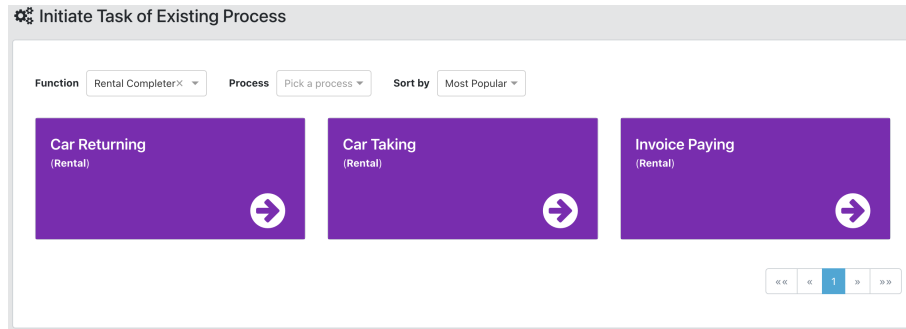 Initiate Task of Existing Process
Function Rental Completer× Process Pick a process Sort by Most Popular
Car Returning
(Rental)
Car Taking
(Rental)
Invoice Paying
(Rental)
«« « 1 » »»